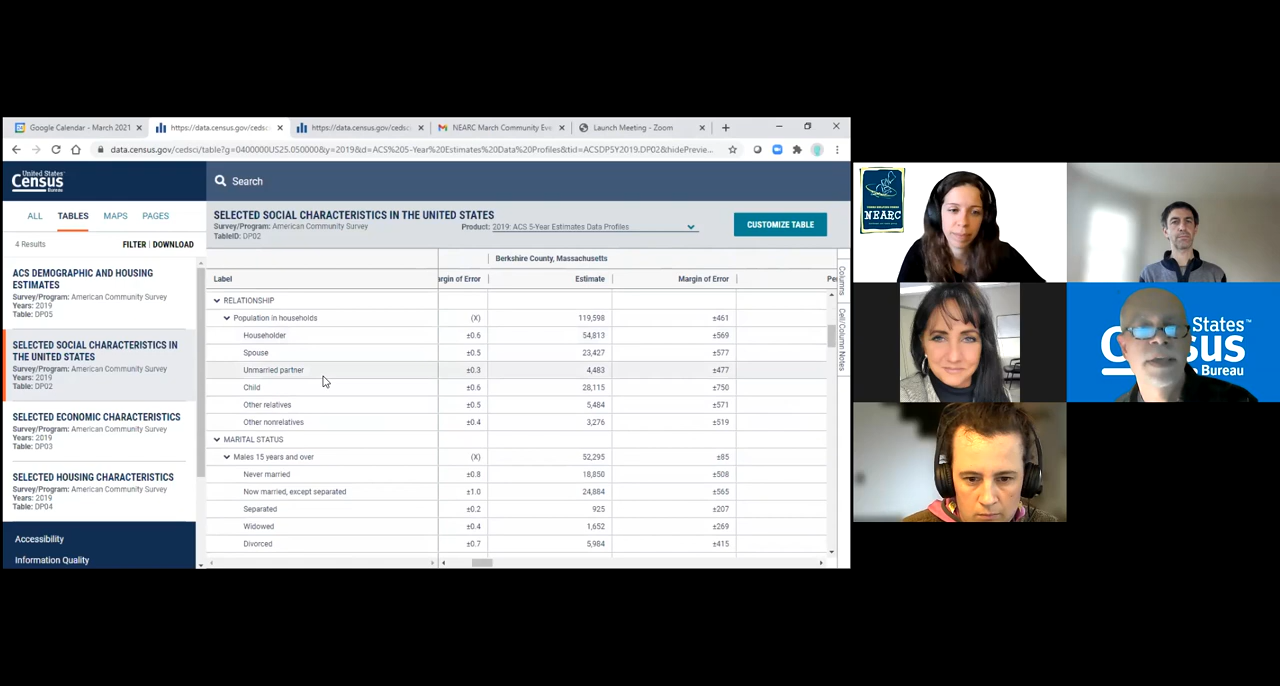 Google Calendar - March 2021
https://data.census.gov/cedsc
https://data.census.gov/cedsc
NEARC March Community Eve
Launch Meeting - Zoom
data.census.gov/cedsci/table?g=0400000US25.050000&y=2019&d=ACS%205-Year%20Estimates%20Data%20Profiles&tid=ACSDP5Y2019.DP02&hidePrevie...
United States
Census
Bureau
Search
ALL TABLES MAPS PAGES
4 Results FILTER | DOWNLOAD
ACS DEMOGRAPHIC AND HOUSING
ESTIMATES
Survey/Program: American Community
Survey
Years: 2019
Table: DP05
SELECTED SOCIAL CHARACTERISTICS IN
THE UNITED STATES
Survey/Program: American Community
Survey
Years: 2019
Table: DP02
SELECTED ECONOMIC CHARACTERISTICS
Survey/Program: American Community
Survey
Years: 2019
Table: DP03
SELECTED HOUSING CHARACTERISTICS
Survey/Program: American Community
Survey
Years: 2019
Table: DP04
Accessibility
Information Quality
SELECTED SOCIAL CHARACTERISTICS IN THE UNITED STATES
Survey/Program: American Community Survey
TableID: DP02
Product: 2019: ACS 5-Year Estimates Data Profiles
CUSTOMIZE TABLE
Berkshire County, Massachusetts
Label argin of Error Estimate Margin of Error Pe
RELATIONSHIP
Population in households (X) 119,598 ±461
Householder ±0.6 54,813 ±569
Spouse ±0.5 23,427 ±577
Unmarried partner ±0.3 4,483 ±477
Child ±0.6 28,115 ±750
Other relatives ±0.5 5,484 ±571
Other nonrelatives ±0.4 3,276 ±519
MARITAL STATUS
Males 15 years and over (X) 52,295 ±85
Never married ±0.8 18,850 ±508
Now married, except separated ±1.0 24,884 ±565
Separated ±0.2 925 ±207
Widowed ±0.4 1,652 ±269
Divorced ±0.7 5,984 ±415
Columns
Cell/Column Notes
NEARC
States™
C sus
Bureau